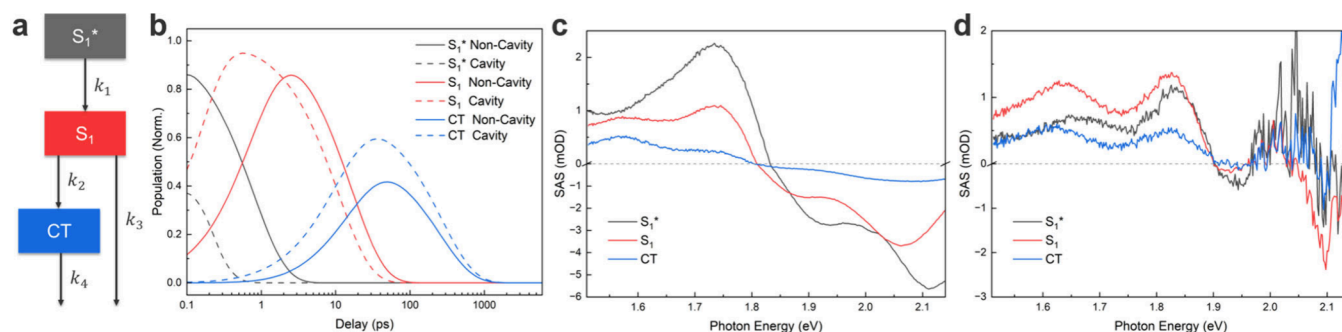 a
S₁*
k₁
S₁
k₂
k₃
CT
k₄
b
Population (Norm.)
1.0
0.8
0.6
0.4
0.2
0.0
S₁* Non-Cavity
S₁* Cavity
S₁ Non-Cavity
S₁ Cavity
CT Non-Cavity
CT Cavity
0.1 1 10 100 1000
Delay (ps)
c
SAS (mOD)
2
1
0
−1
−2
−3
−4
−5
−6
S₁*
S₁
CT
1.6 1.7 1.8 1.9 2.0 2.1
Photon Energy (eV)
d
SAS (mOD)
2
1
0
−1
−2
3
S₁*
S₁
CT
1.6 1.7 1.8 1.9 2.0 2.1
Photon Energy (eV)